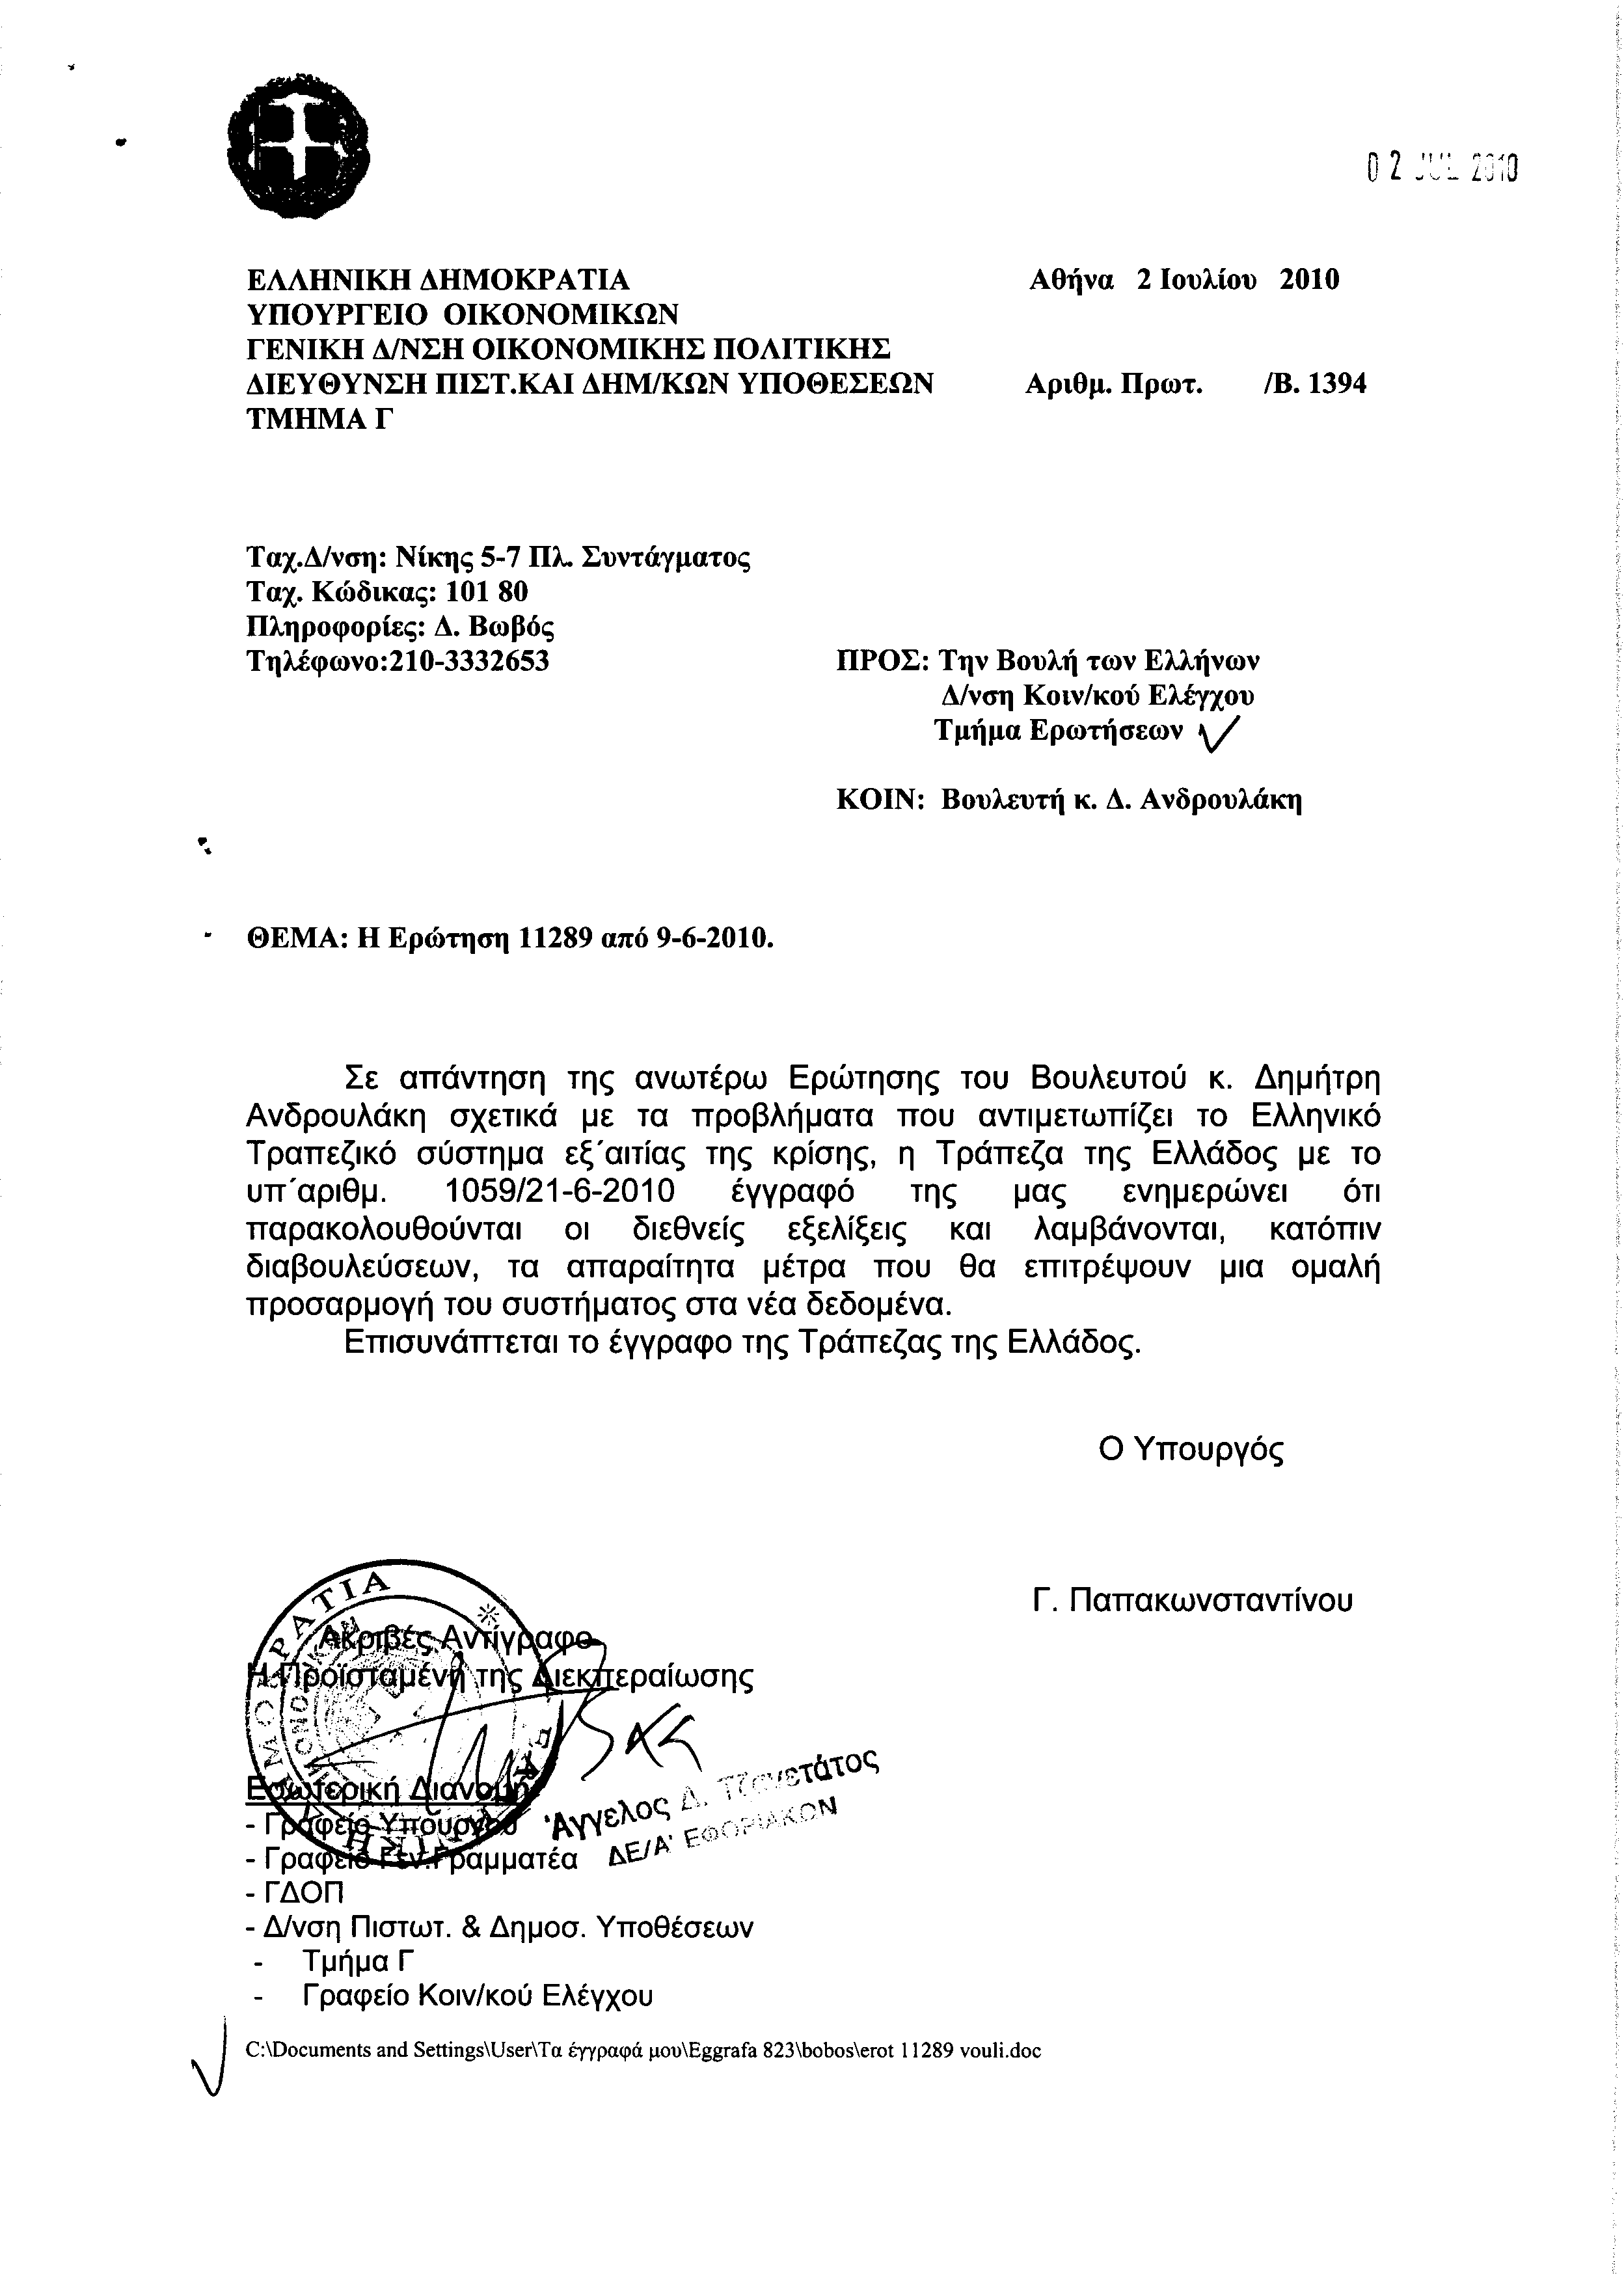 02 JUL 2010
ΕΛΛΗΝΙΚΗ ΔΗΜΟΚΡΑΤΙΑ
ΥΠΟΥΡΓΕΙΟ ΟΙΚΟΝΟΜΙΚΩΝ
ΓΕΝΙΚΗ Δ/ΝΣΗ ΟΙΚΟΝΟΜΙΚΗΣ ΠΟΛΙΤΙΚΗΣ
ΔΙΕΥΘΥΝΣΗ ΠΙΣΤ.ΚΑΙ ΔΗΜ/ΚΩΝ ΥΠΟΘΕΣΕΩΝ
ΤΜΗΜΑ Γ
Αθήνα 2 Ιουλίου 2010
Αριθμ. Πρωτ. /Β. 1394
Ταχ.Δ/νση: Νίκης 5-7 Πλ. Συντάγματος
Ταχ. Κώδικας: 101 80
Πληροφορίες: Δ. Βωβός
Τηλέφωνο:210-3332653
ΠΡΟΣ: Την Βουλή των Ελλήνων
Δ/νση Κοιν/κού Ελέγχου
Τμήμα Ερωτήσεων
ΚΟΙΝ: Βουλευτή κ. Δ. Ανδρουλάκη
ΘΕΜΑ: Η Ερώτηση 11289 από 9-6-2010.
Σε απάντηση της ανωτέρω Ερώτησης του Βουλευτού κ. Δημήτρη
Ανδρουλάκη σχετικά με τα προβλήματα που αντιμετωπίζει το Ελληνικό
Τραπεζικό σύστημα εξ΄αιτίας της κρίσης, η Τράπεζα της Ελλάδος με το
υπ΄αριθμ. 1059/21-6-2010 έγγραφό της μας ενημερώνει ότι
παρακολουθούνται οι διεθνείς εξελίξεις και λαμβάνονται, κατόπιν
διαβουλεύσεων, τα απαραίτητα μέτρα που θα επιτρέψουν μια ομαλή
προσαρμογή του συστήματος στα νέα δεδομένα.
Επισυνάπτεται το έγγραφο της Τράπεζας της Ελλάδος.
Ο Υπουργός
Γ. Παπακωνσταντίνου
Ακριβές Αντίγραφο
Η Προϊσταμένη της Διεκπεραίωσης
Άγγελος Δ. Τζανετάτος
ΔΕ/Α' ΕΦΟΡΙΑΚΩΝ
Εσωτερική Διανομή
- Γραφείο Υπουργού
- Γραφείο Γεν.Γραμματέα
- ΓΔΟΠ
- Δ/νση Πιστωτ. & Δημοσ. Υποθέσεων
- Τμήμα Γ
- Γραφείο Κοιν/κού Ελέγχου
C:\Documents and Settings\User\Τα έγγραφά μου\Eggrafa 823\bobos\erot 11289 vouli.doc